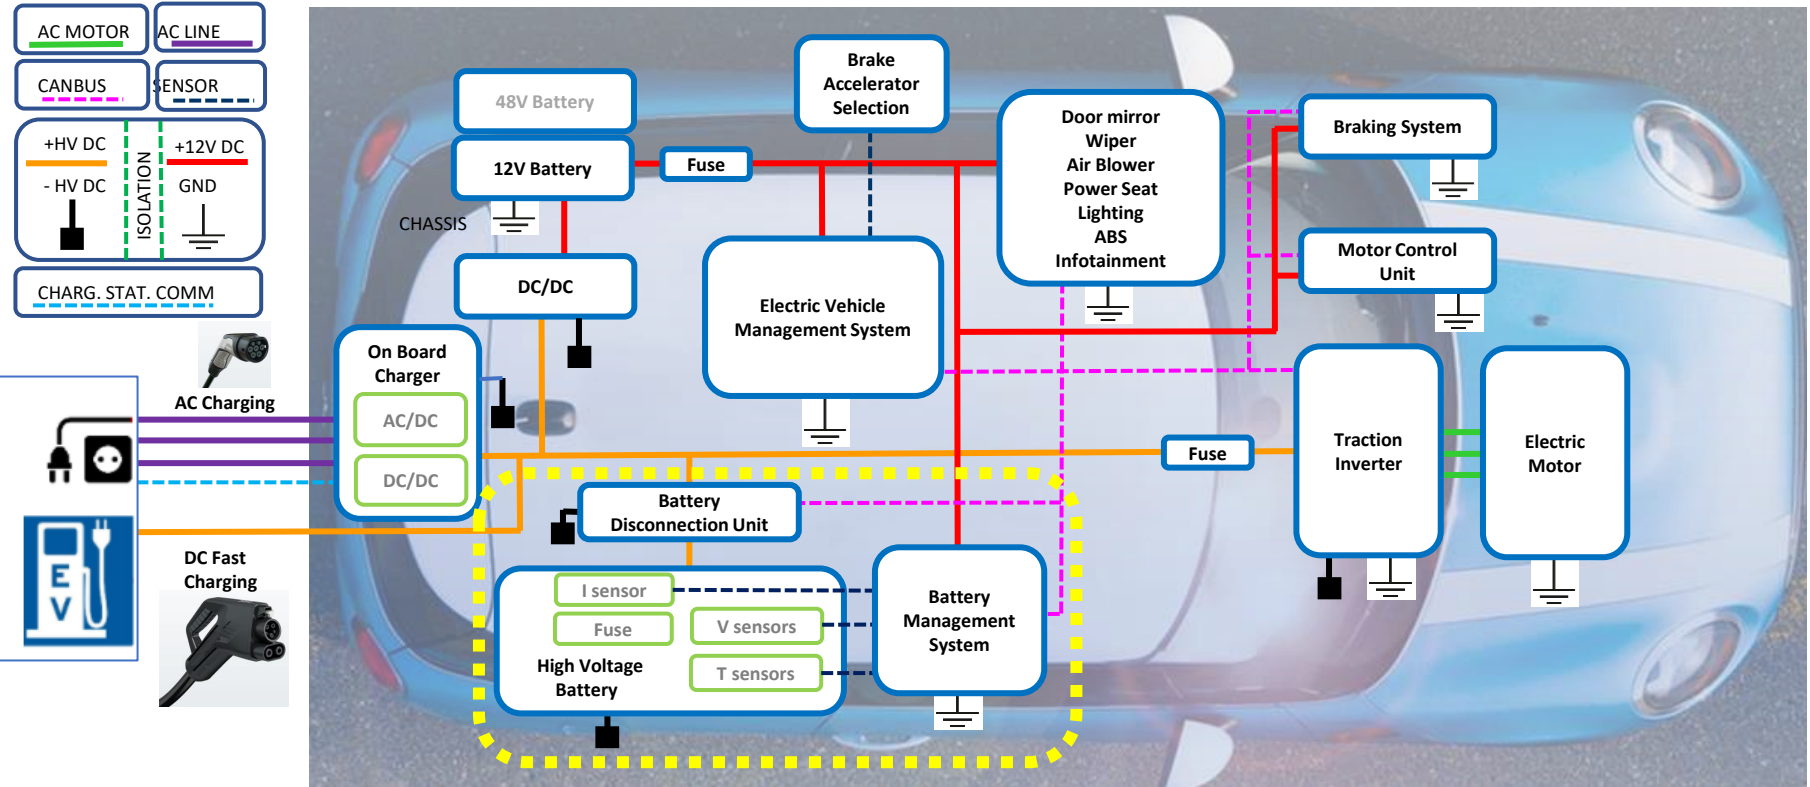 AC MOTOR
AC LINE
CANBUS
SENSOR
+HV DC
+12V DC
- HV DC
GND
ISOLATION
CHARG. STAT. COMM
48V Battery
12V Battery
Fuse
CHASSIS
DC/DC
Brake
Accelerator
Selection
Electric Vehicle
Management System
Door mirror
Wiper
Air Blower
Power Seat
Lighting
ABS
Infotainment
Braking System
Motor Control
Unit
On Board
Charger
AC/DC
DC/DC
AC Charging
E
V
DC Fast
Charging
Fuse
Traction
Inverter
Electric
Motor
Battery
Disconnection Unit
I sensor
Fuse
V sensors
T sensors
High Voltage
Battery
Battery
Management
System